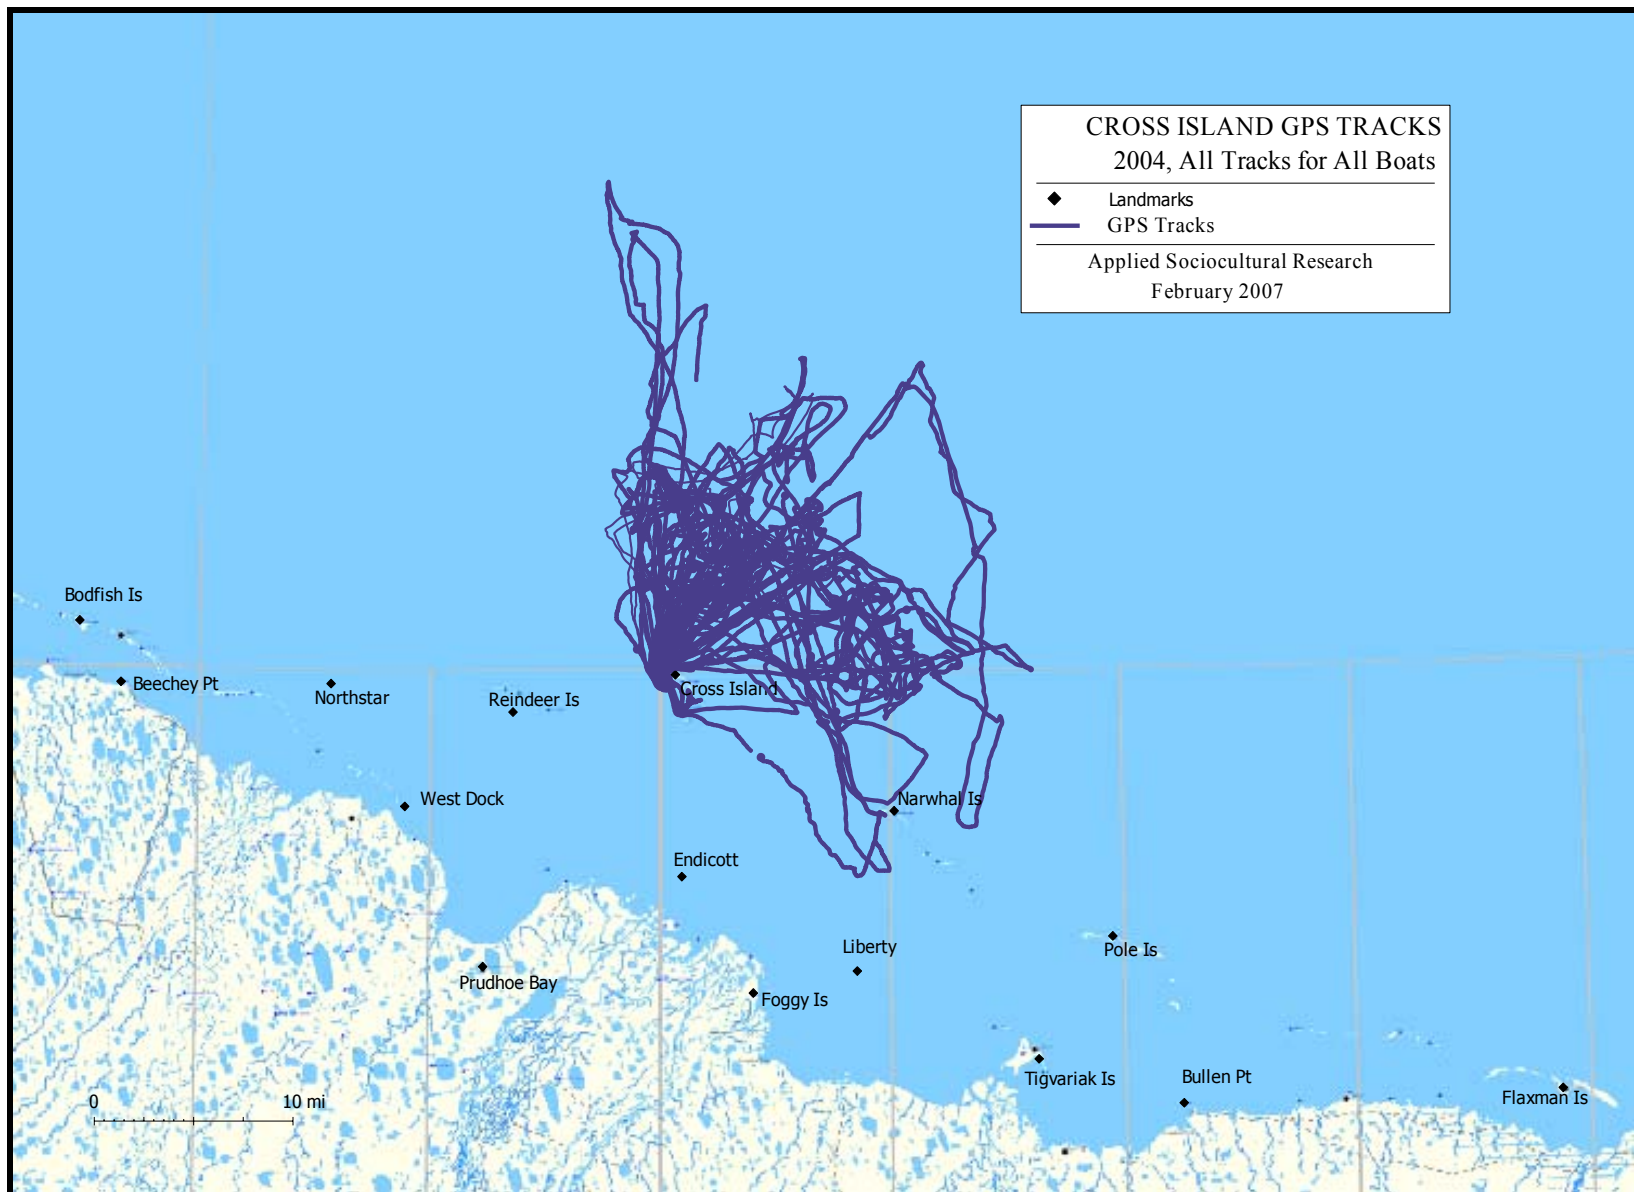 CROSS ISLAND GPS TRACKS
2004, All Tracks for All Boats
Landmarks
GPS Tracks
Applied Sociocultural Research
February 2007
Bodfish Is
Beechey Pt
Northstar
Reindeer Is
Cross Island
West Dock
Narwhal Is
Endicott
Liberty
Pole Is
Prudhoe Bay
Foggy Is
Tigvariak Is
Bullen Pt
Flaxman Is
0 10 mi